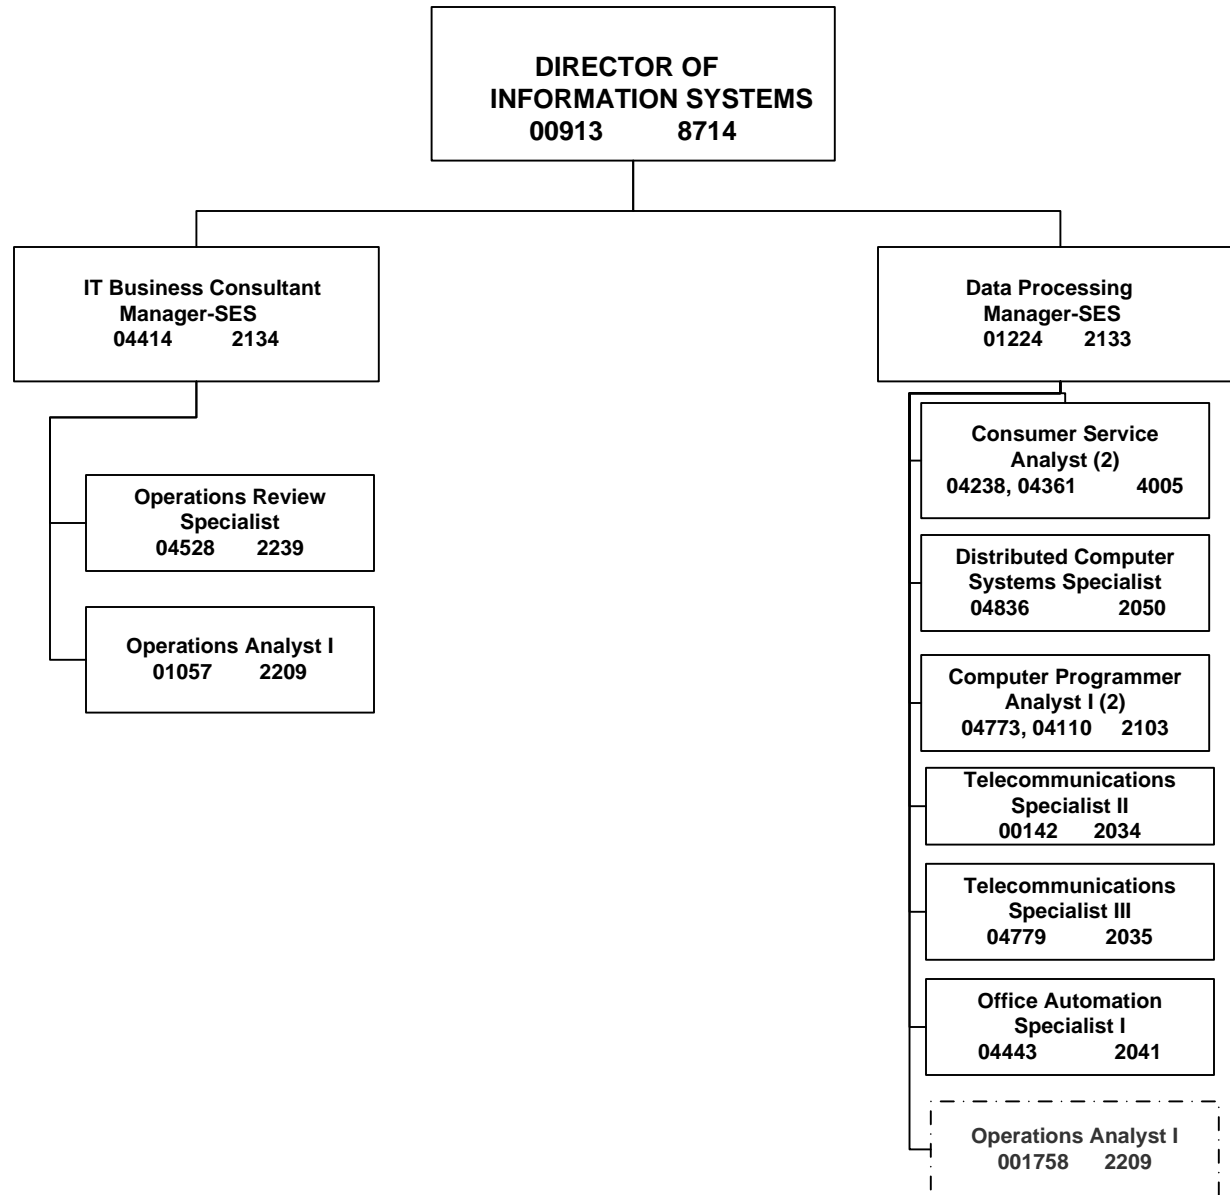 DIRECTOR OF
INFORMATION SYSTEMS
00913 8714
IT Business Consultant
Manager-SES
04414 2134
Operations Review
Specialist
04528 2239
Operations Analyst I
01057 2209
Data Processing
Manager-SES
01224 2133
Consumer Service
Analyst (2)
04238, 04361 4005
Distributed Computer
Systems Specialist
04836 2050
Computer Programmer
Analyst I (2)
04773, 04110 2103
Telecommunications
Specialist II
00142 2034
Telecommunications
Specialist III
04779 2035
Office Automation
Specialist I
04443 2041
Operations Analyst I
001758 2209